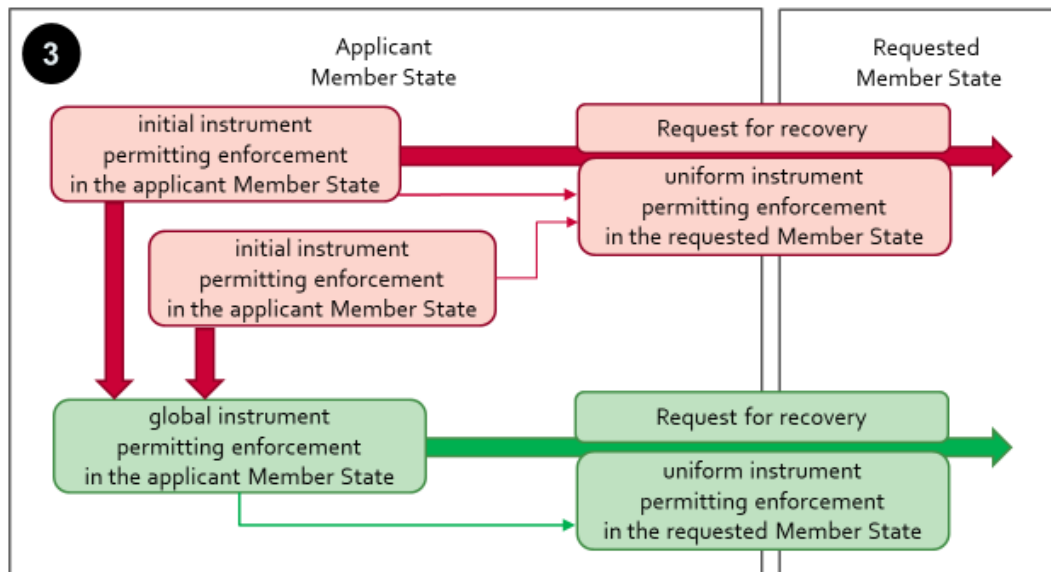 3
Applicant
Member State
Requested
Member State
initial instrument
permitting enforcement
in the applicant Member State
Request for recovery
uniform instrument
permitting enforcement
in the requested Member State
initial instrument
permitting enforcement
in the applicant Member State
global instrument
permitting enforcement
in the applicant Member State
Request for recovery
uniform instrument
permitting enforcement
in the requested Member State